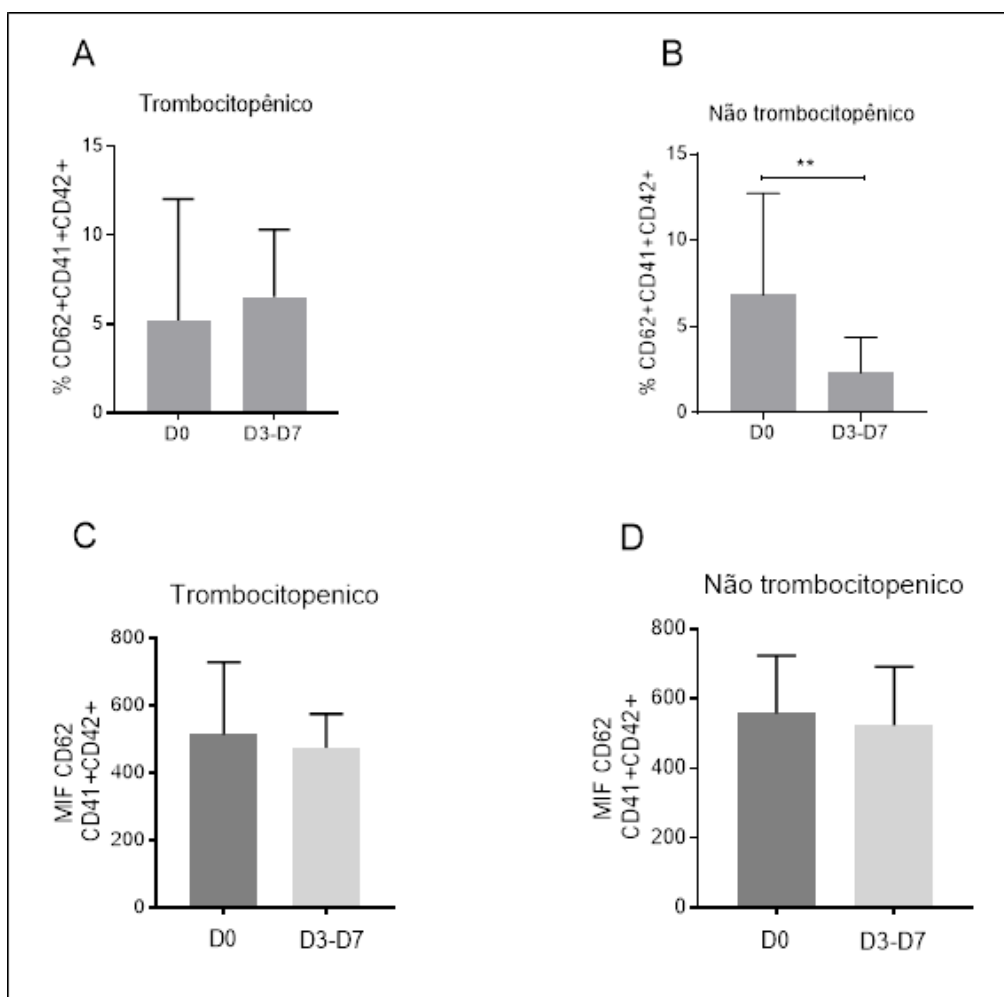 A
Trombocitopênico
% CD62+CD41+CD42+
15
10
5
0
D0 D3-D7
B
Não trombocitopênico
% CD62+CD41+CD42+
15
10
5
0
**
D0 D3-D7
C
Trombocitopenico
MIF CD62
CD41+CD42+
800
600
400
200
0
D0 D3-D7
D
Não trombocitopenico
MIF CD62
CD41+CD42+
800
600
400
200
0
D0 D3-D7